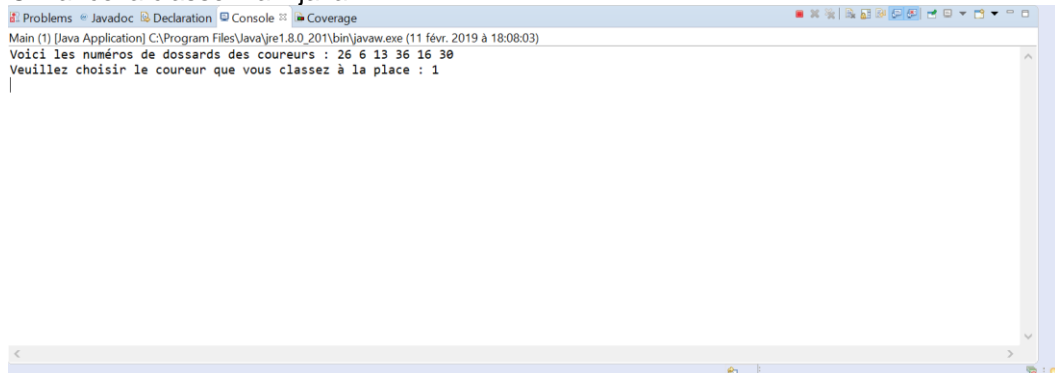 Problems Javadoc Declaration Console Coverage
Main (1) [Java Application] C:\Program Files\Java\jre1.8.0_201\bin\javaw.exe (11 févr. 2019 à 18:08:03)
Voici les numéros de dossards des coureurs : 26 6 13 36 16 30
Veuillez choisir le coureur que vous classez à la place : 1